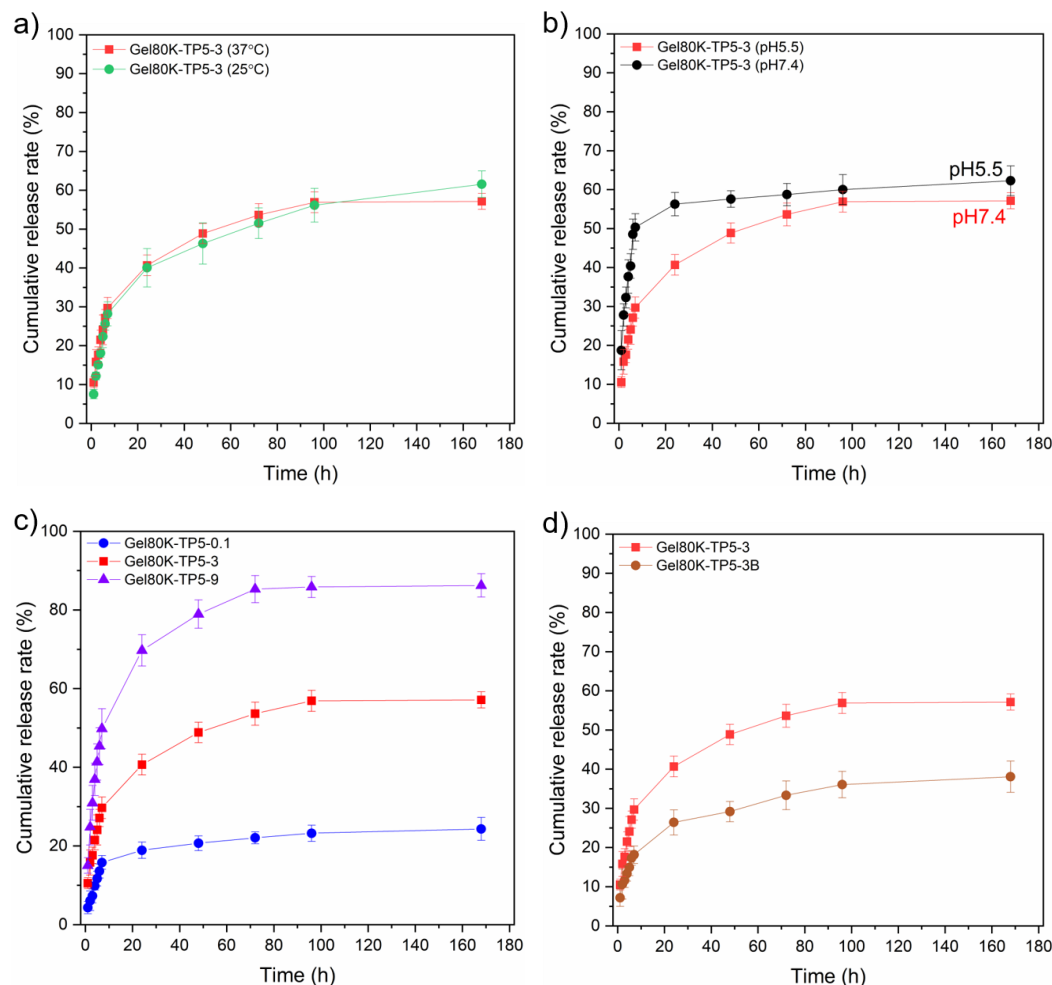 a)
Gel80K-TP5-3 (37°C)
Gel80K-TP5-3 (25°C)
Cumulative release rate (%)
100
90
80
70
60
50
40
30
20
10
0
0 20 40 60 80 100 120 140 160 180
Time (h)
b)
Gel80K-TP5-3 (pH5.5)
Gel80K-TP5-3 (pH7.4)
Cumulative release rate (%)
100
90
80
70
60
50
40
30
20
10
0
pH5.5
pH7.4
0 20 40 60 80 100 120 140 160 180
Time (h)
c)
Gel80K-TP5-0.1
Gel80K-TP5-3
Gel80K-TP5-9
Cumulative release rate (%)
100
80
60
40
20
0
0 20 40 60 80 100 120 140 160 180
Time (h)
d)
Gel80K-TP5-3
Gel80K-TP5-3B
Cumulative release rate (%)
100
90
80
70
60
50
40
30
20
10
0
0 20 40 60 80 100 120 140 160 180
Time (h)